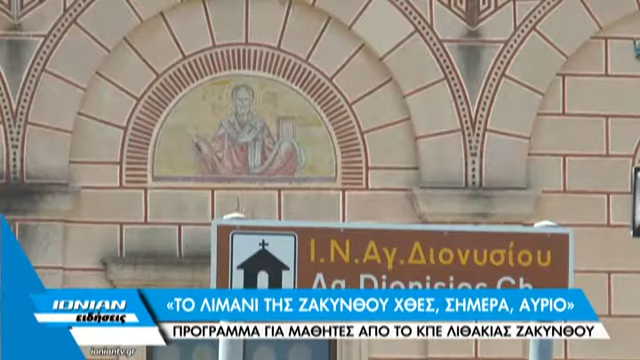 Ι.Ν.Αγ.Διονυσίου
Ag.Dionisios Ch
IONIAN
ειδήσεις
«ΤΟ ΛΙΜΑΝΙ ΤΗΣ ΖΑΚΥΝΘΟΥ ΧΘΕΣ, ΣΗΜΕΡΑ, ΑΥΡΙΟ»
ΠΡΟΓΡΑΜΜΑ ΓΙΑ ΜΑΘΗΤΕΣ ΑΠΟ ΤΟ ΚΠΕ ΛΙΘΑΚΙΑΣ ΖΑΚΥΝΘΟΥ
ioniantv.gr